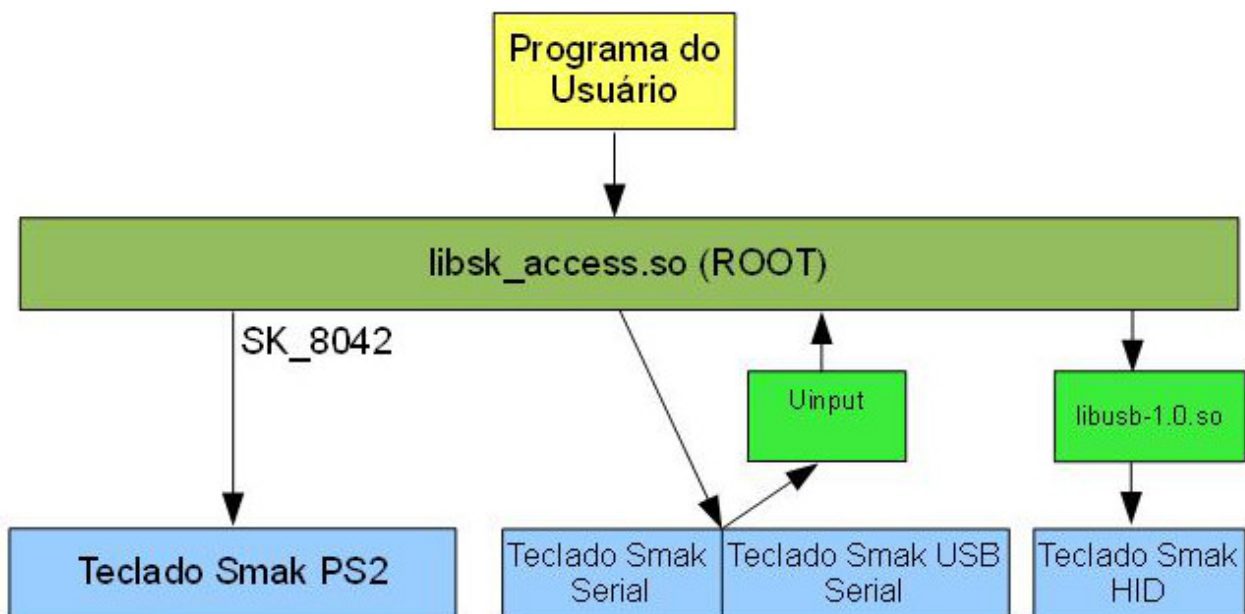 Programa do
Usuário
libsk_access.so (ROOT)
SK_8042
Uinput
libusb-1.0.so
Teclado Smak PS2
Teclado Smak
Serial
Teclado Smak USB
Serial
Teclado Smak
HID